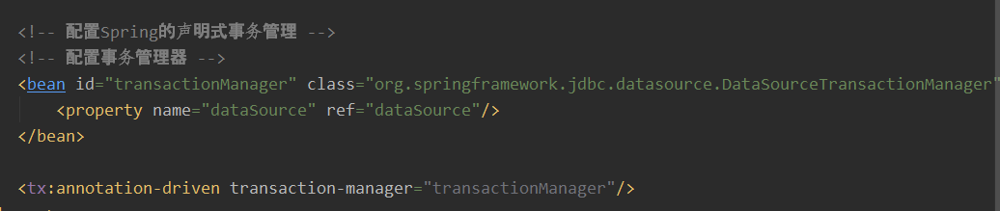 <!-- 配置Spring的声明式事务管理 -->
<!-- 配置事务管理器 -->
<bean id="transactionManager" class="org.springframework.jdbc.datasource.DataSourceTransactionManager"
<property name="dataSource" ref="dataSource"/>
</bean>
<tx:annotation-driven transaction-manager="transactionManager"/>